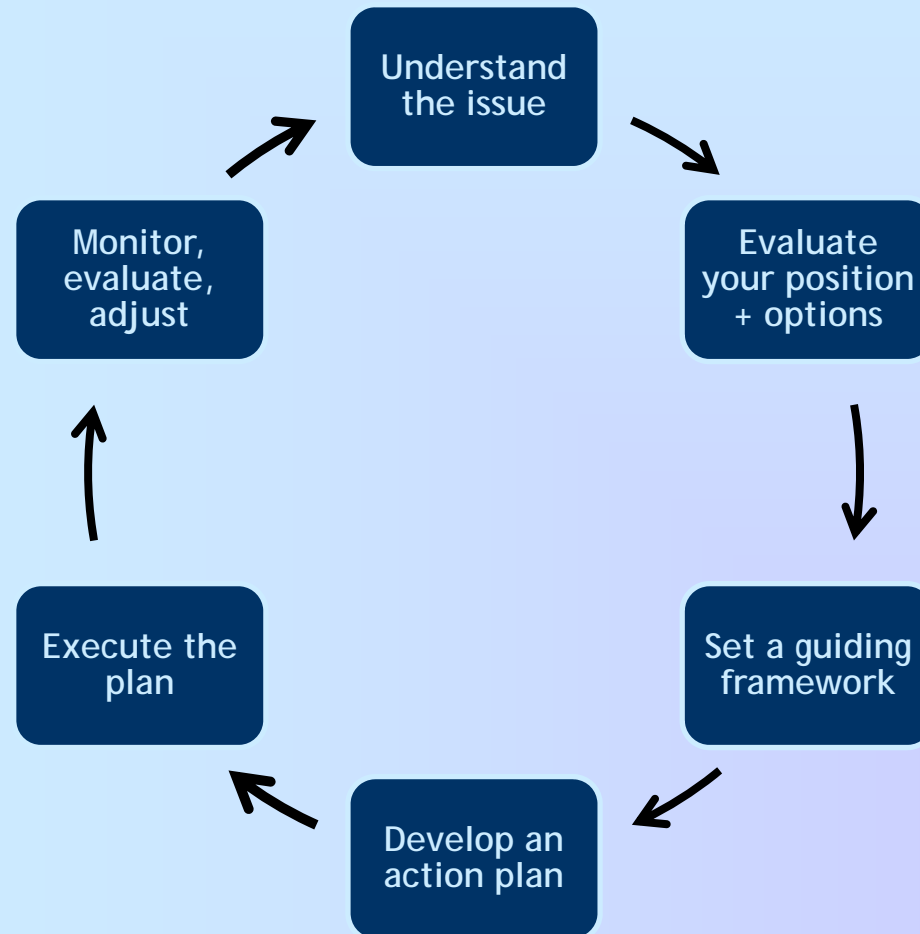 Understand
the issue
Evaluate
your position
+ options
Set a guiding
framework
Develop an
action plan
Execute the
plan
Monitor,
evaluate,
adjust